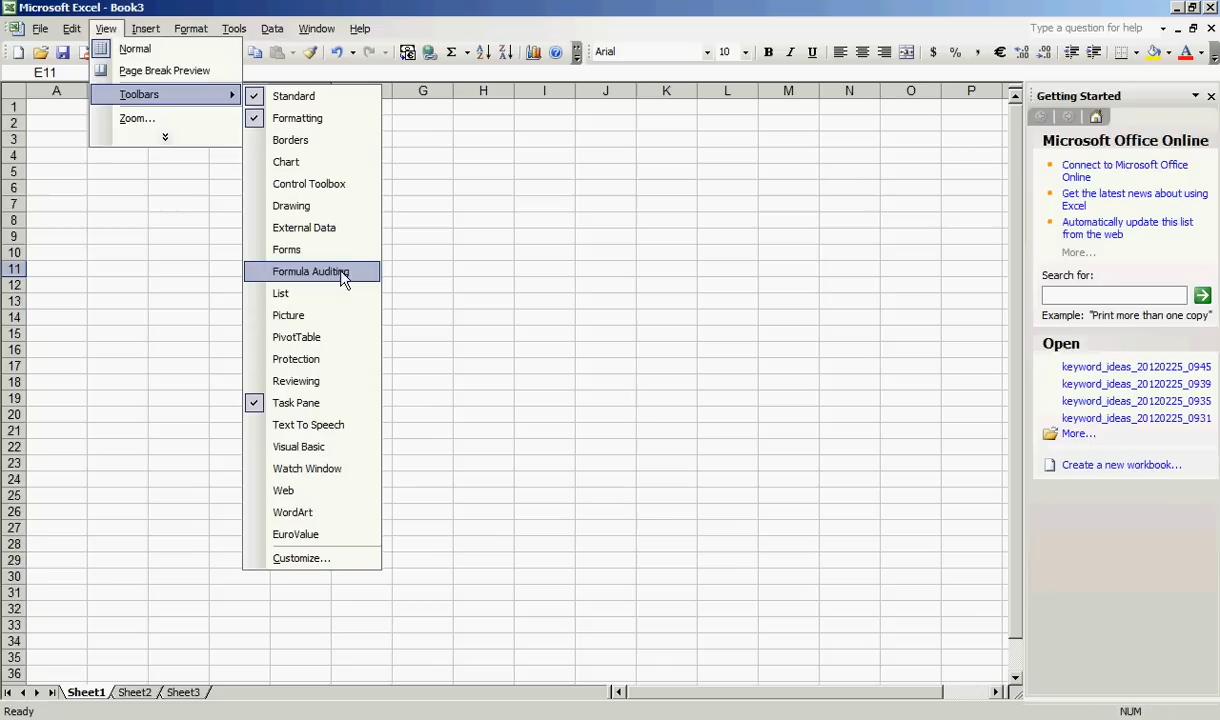 Microsoft Excel - Book3
File Edit View Insert Format Tools Data Window Help
Type a question for help
Arial 10 B I U $ % ,
E11
Normal
Page Break Preview
Toolbars
Zoom...
Standard
Formatting
Borders
Chart
Control Toolbox
Drawing
External Data
Forms
Formula Auditing
List
Picture
PivotTable
Protection
Reviewing
Task Pane
Text To Speech
Visual Basic
Watch Window
Web
WordArt
EuroValue
Customize...
A G H I J K L M N O P
1
2
3
4
5
6
7
8
9
10
11
12
13
14
15
16
17
18
19
20
21
22
23
24
25
26
27
28
29
30
31
32
33
34
35
36
Getting Started
Microsoft Office Online
Connect to Microsoft Office
Online
Get the latest news about using
Excel
Automatically update this list
from the web
More...
Search for:
Example: "Print more than one copy"
Open
keyword_ideas_20120225_0945
keyword_ideas_20120225_0939
keyword_ideas_20120225_0935
keyword_ideas_20120225_0931
More...
Create a new workbook...
Sheet1 Sheet2 Sheet3
Ready
NUM